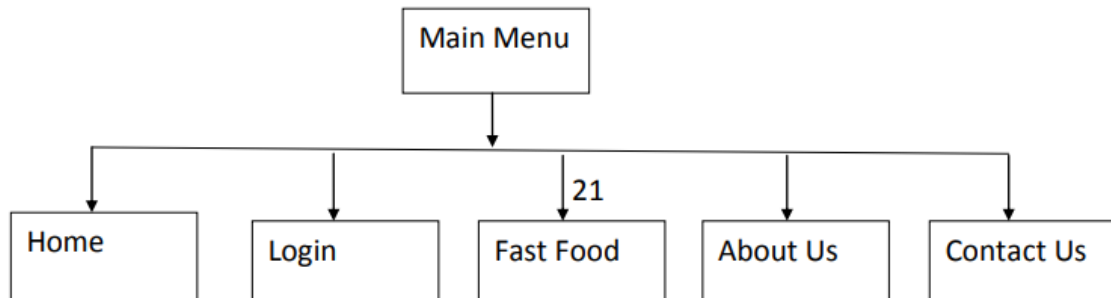 Main Menu
21
Home
Login
Fast Food
About Us
Contact Us